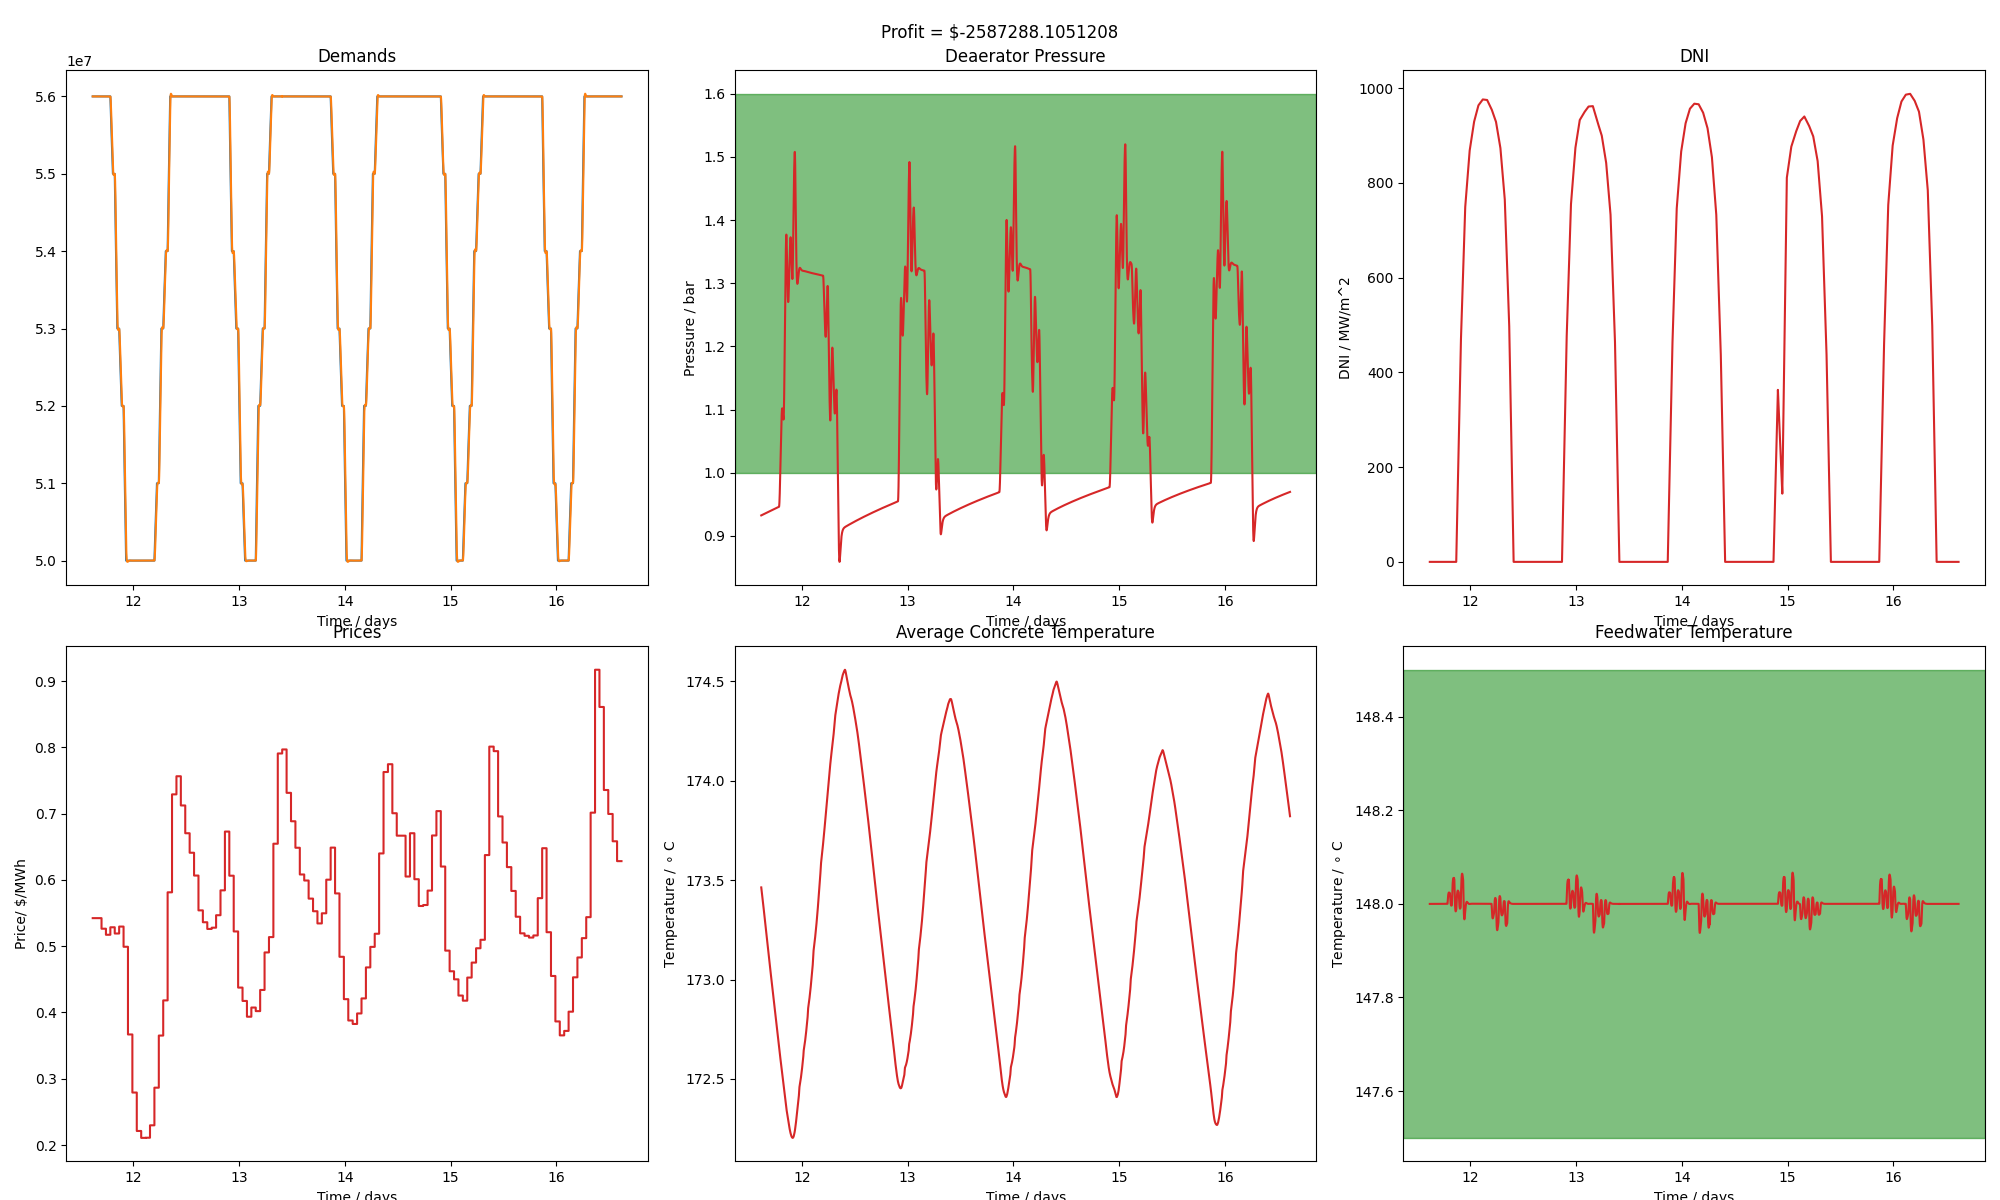 Profit = $-2587288.1051208
Demands
1e7
5.6
5.5
5.4
5.3
5.2
5.1
5.0
12 13 14 15 16
Time / days
Deaerator Pressure
Pressure / bar
1.6
1.5
1.4
1.3
1.2
1.1
1.0
0.9
12 13 14 15 16
Time / days
DNI
DNI / MW/m^2
1000
800
600
400
200
0
12 13 14 15 16
Time / days
Prices
Price/ $/MWh
0.9
0.8
0.7
0.6
0.5
0.4
0.3
0.2
12 13 14 15 16
Time / days
Average Concrete Temperature
Temperature / ∘ C
174.5
174.0
173.5
173.0
172.5
12 13 14 15 16
Time / days
Feedwater Temperature
Temperature / ∘ C
148.4
148.2
148.0
147.8
147.6
12 13 14 15 16
Time / days